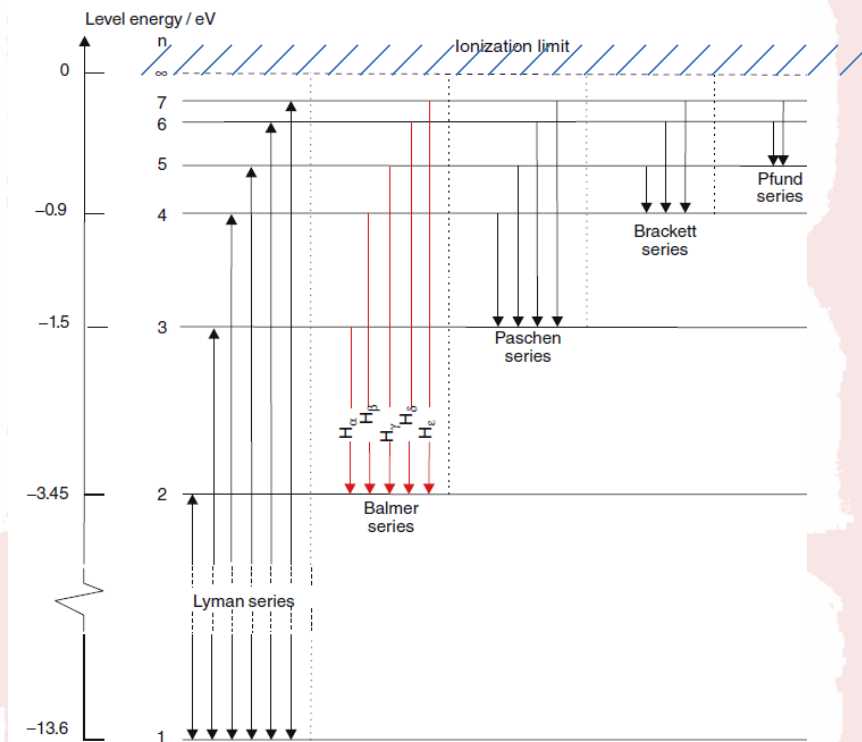 Level energy / eV
n
Ionization limit
0
∞
7
6
5
Pfund
series
−0.9
4
Brackett
series
−1.5
3
Paschen
series
Hα
Hβ
Hγ
Hδ
Hε
−3.45
2
Balmer
series
Lyman series
−13.6
1